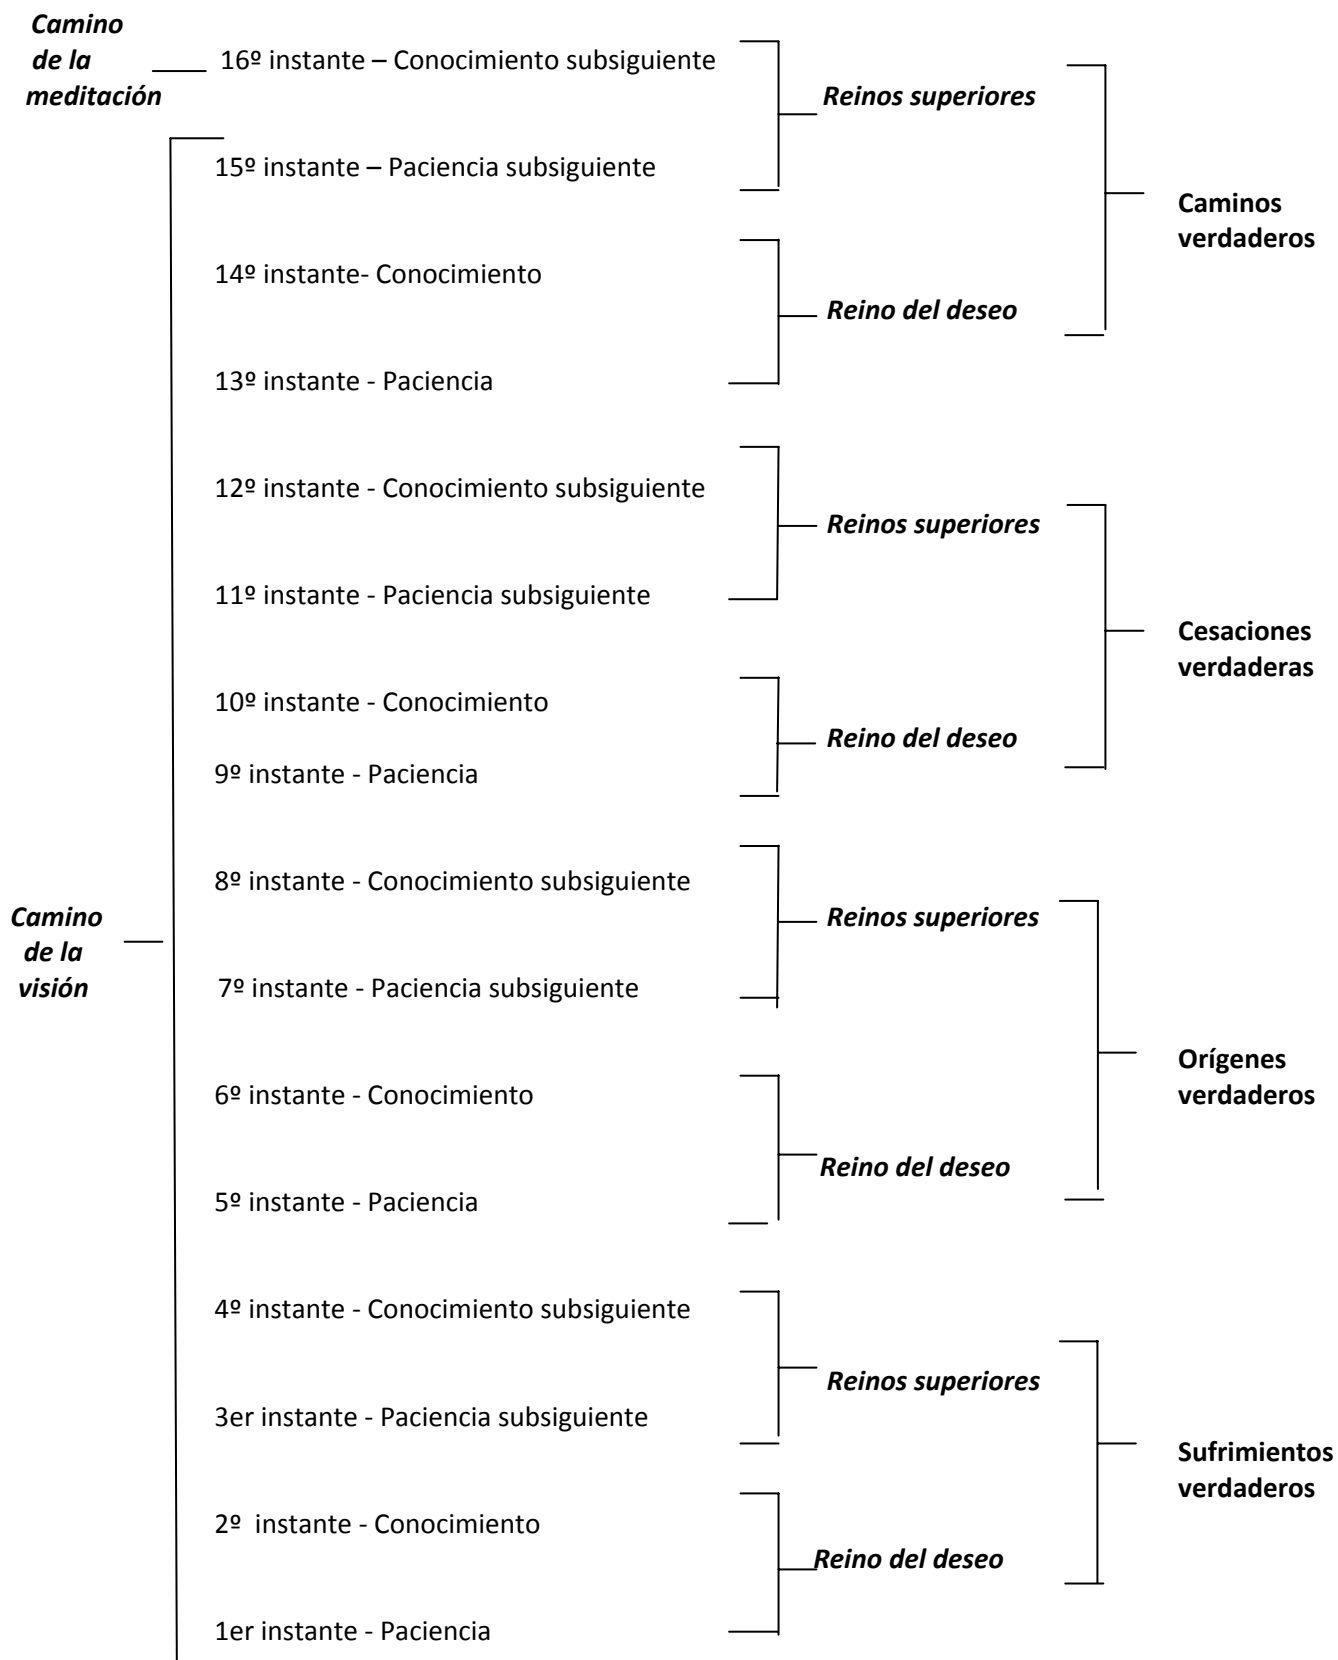 Camino
de la
meditación
16º instante – Conocimiento subsiguiente
Reinos superiores
15º instante – Paciencia subsiguiente
Caminos
verdaderos
14º instante- Conocimiento
Reino del deseo
13º instante - Paciencia
12º instante - Conocimiento subsiguiente
Reinos superiores
11º instante - Paciencia subsiguiente
Cesaciones
verdaderas
10º instante - Conocimiento
Reino del deseo
9º instante - Paciencia
8º instante - Conocimiento subsiguiente
Camino
de la
visión
Reinos superiores
7º instante - Paciencia subsiguiente
Orígenes
verdaderos
6º instante - Conocimiento
Reino del deseo
5º instante - Paciencia
4º instante - Conocimiento subsiguiente
Reinos superiores
3er instante - Paciencia subsiguiente
Sufrimientos
verdaderos
2º  instante - Conocimiento
Reino del deseo
1er instante - Paciencia